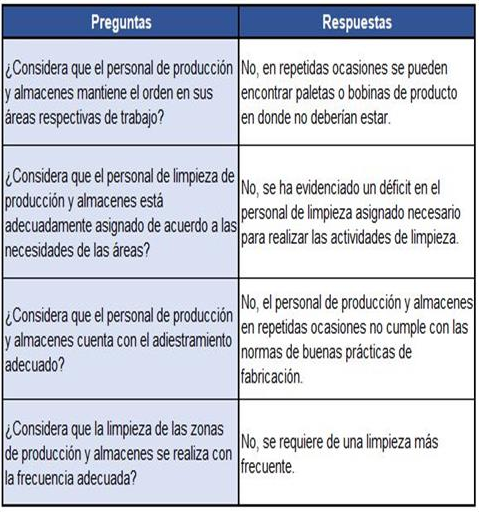 Preguntas
Respuestas
¿Considera que el personal de producción
y almacenes mantiene el orden en sus
áreas respectivas de trabajo?
No, en repetidas ocasiones se pueden
encontrar paletas o bobinas de producto
en donde no deberían estar.
¿Considera que el personal de limpieza de
producción y almacenes está
adecuadamente asignado de acuerdo a las
necesidades de las áreas?
No, se ha evidenciado un déficit en el
personal de limpieza asignado necesario
para realizar las actividades de limpieza.
¿Considera que el personal de producción
y almacenes cuenta con el adiestramiento
adecuado?
No, el personal de producción y almacenes
en repetidas ocasiones no cumple con las
normas de buenas prácticas de
fabricación.
¿Considera que la limpieza de las zonas
de producción y almacenes se realiza con
la frecuencia adecuada?
No, se requiere de una limpieza más
frecuente.